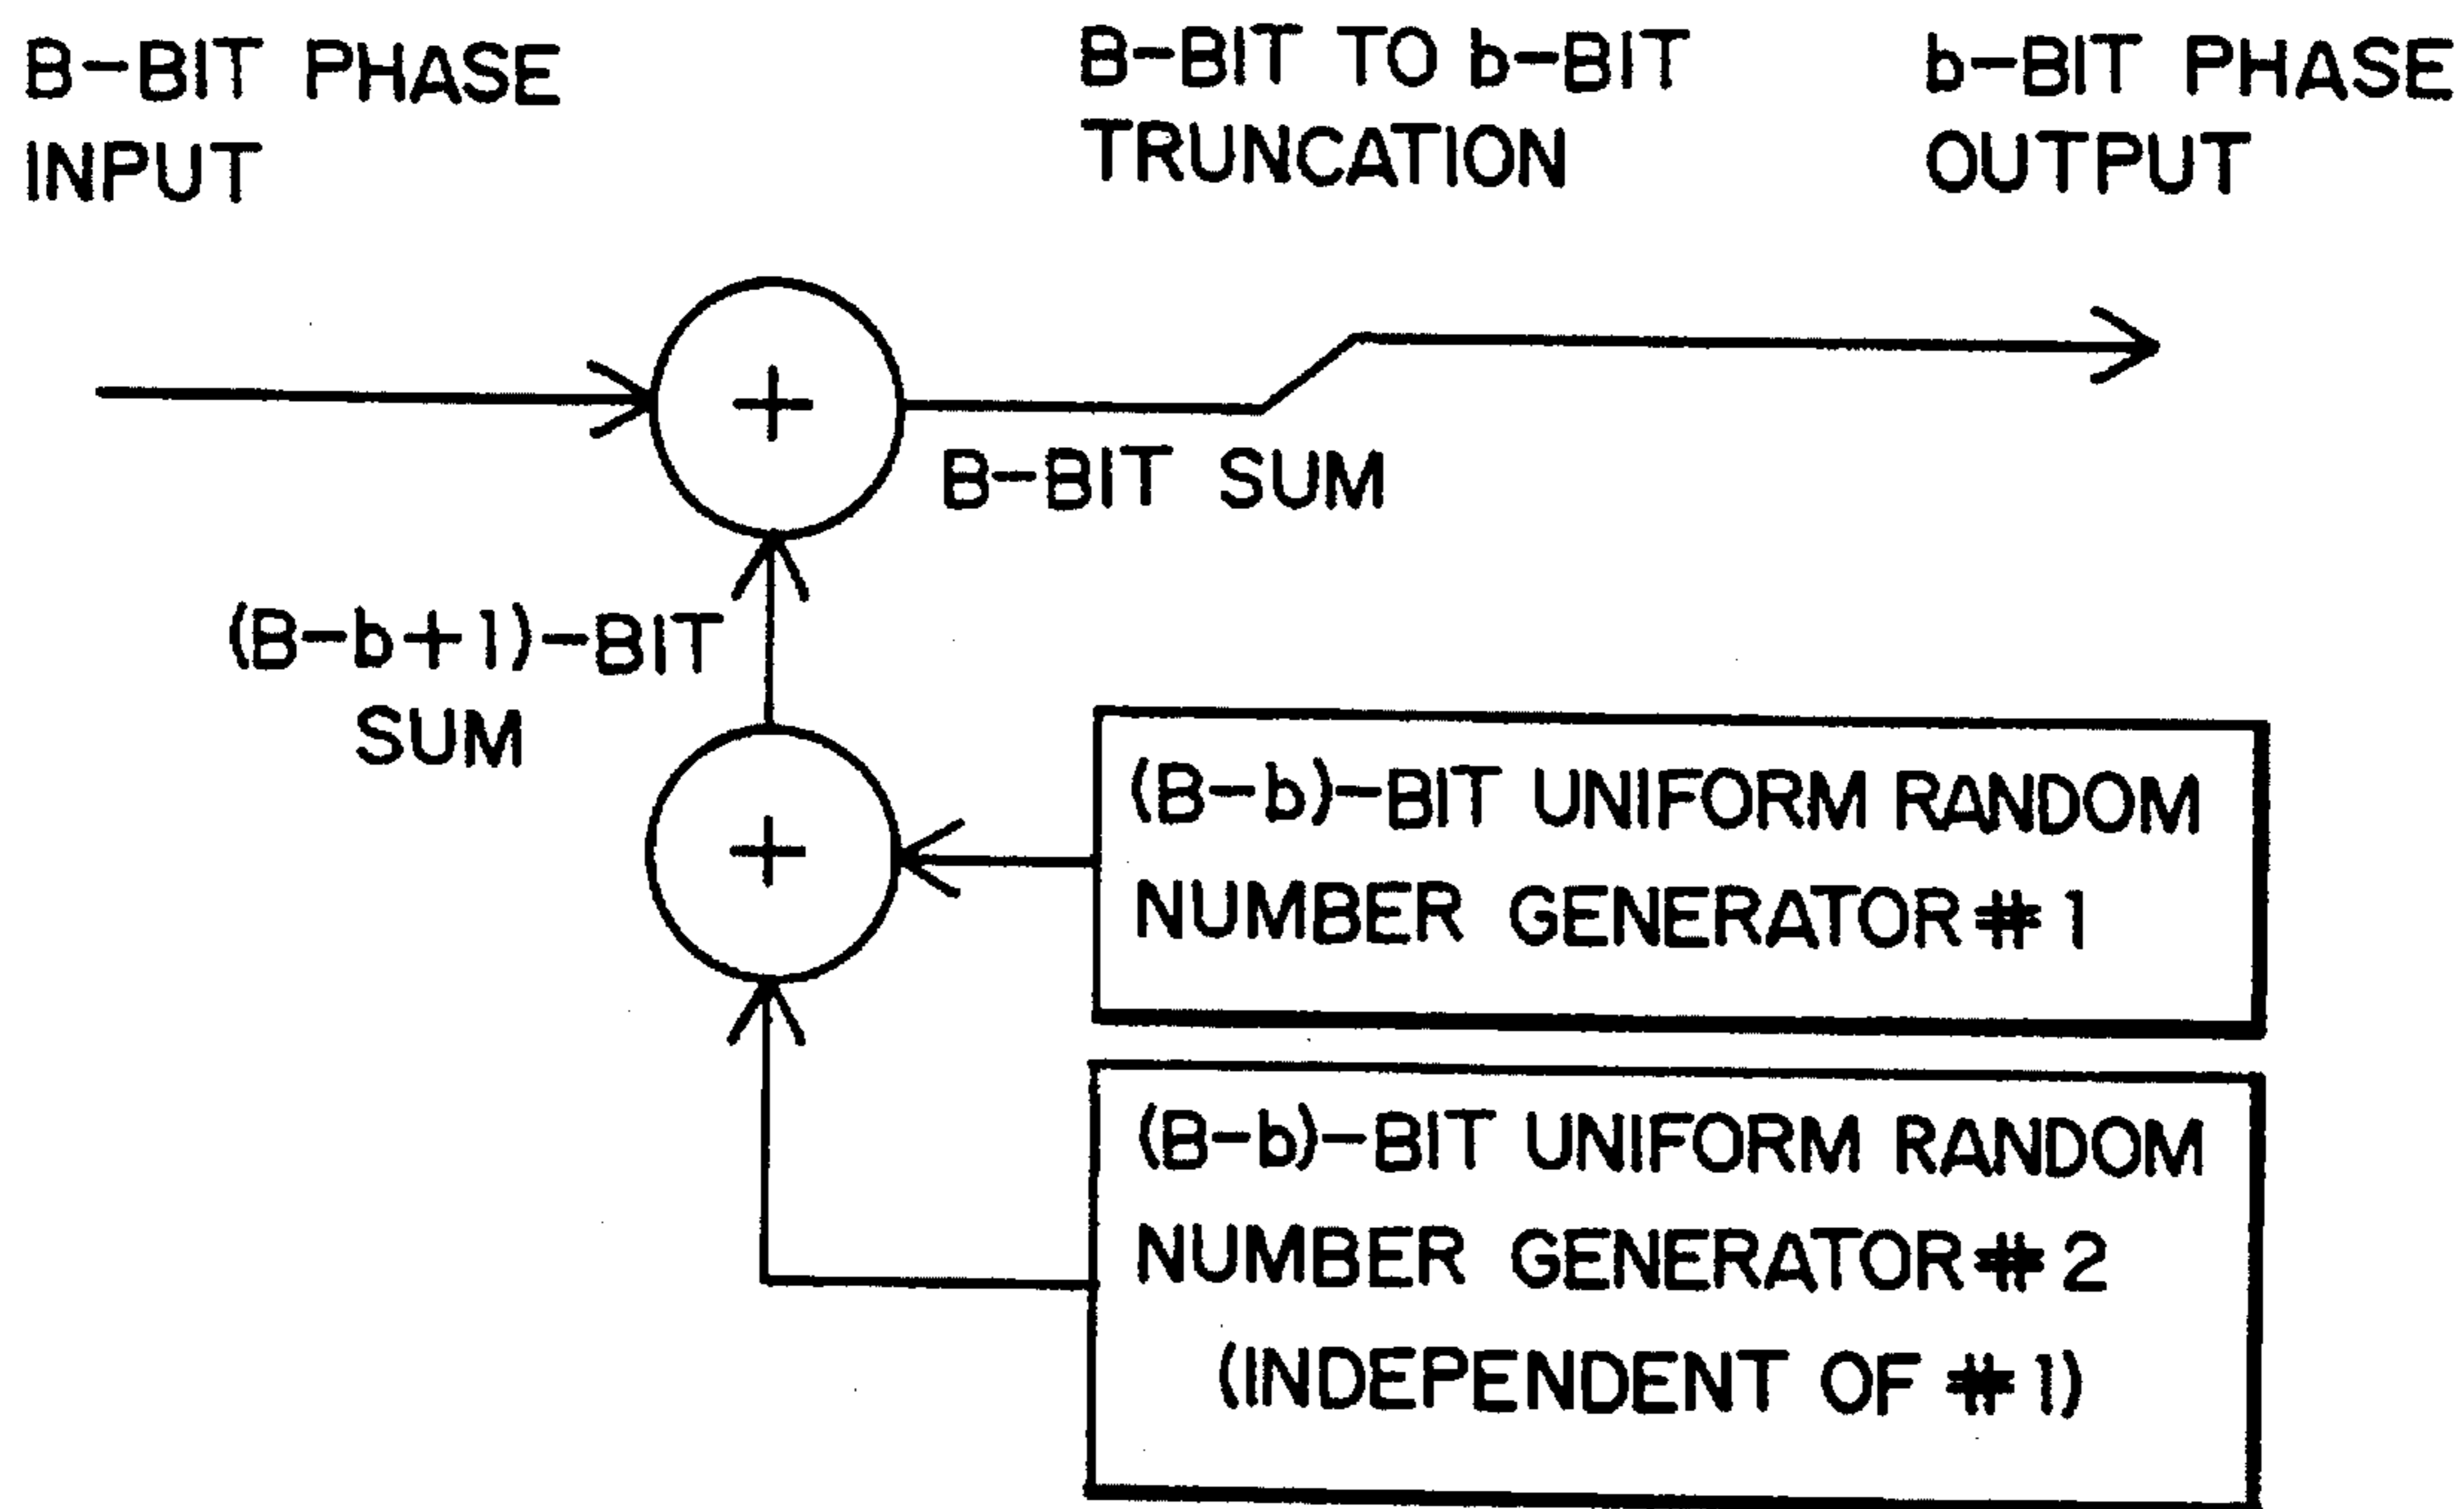 B-BIT PHASE
INPUT
B-BIT TO b-BIT
TRUNCATION
b-BIT PHASE
OUTPUT
+
B-BIT SUM
(B-b+1)-BIT
SUM
+
(B-b)-BIT UNIFORM RANDOM
NUMBER GENERATOR # 1
(B-b)-BIT UNIFORM RANDOM
NUMBER GENERATOR # 2
(INDEPENDENT OF # 1)